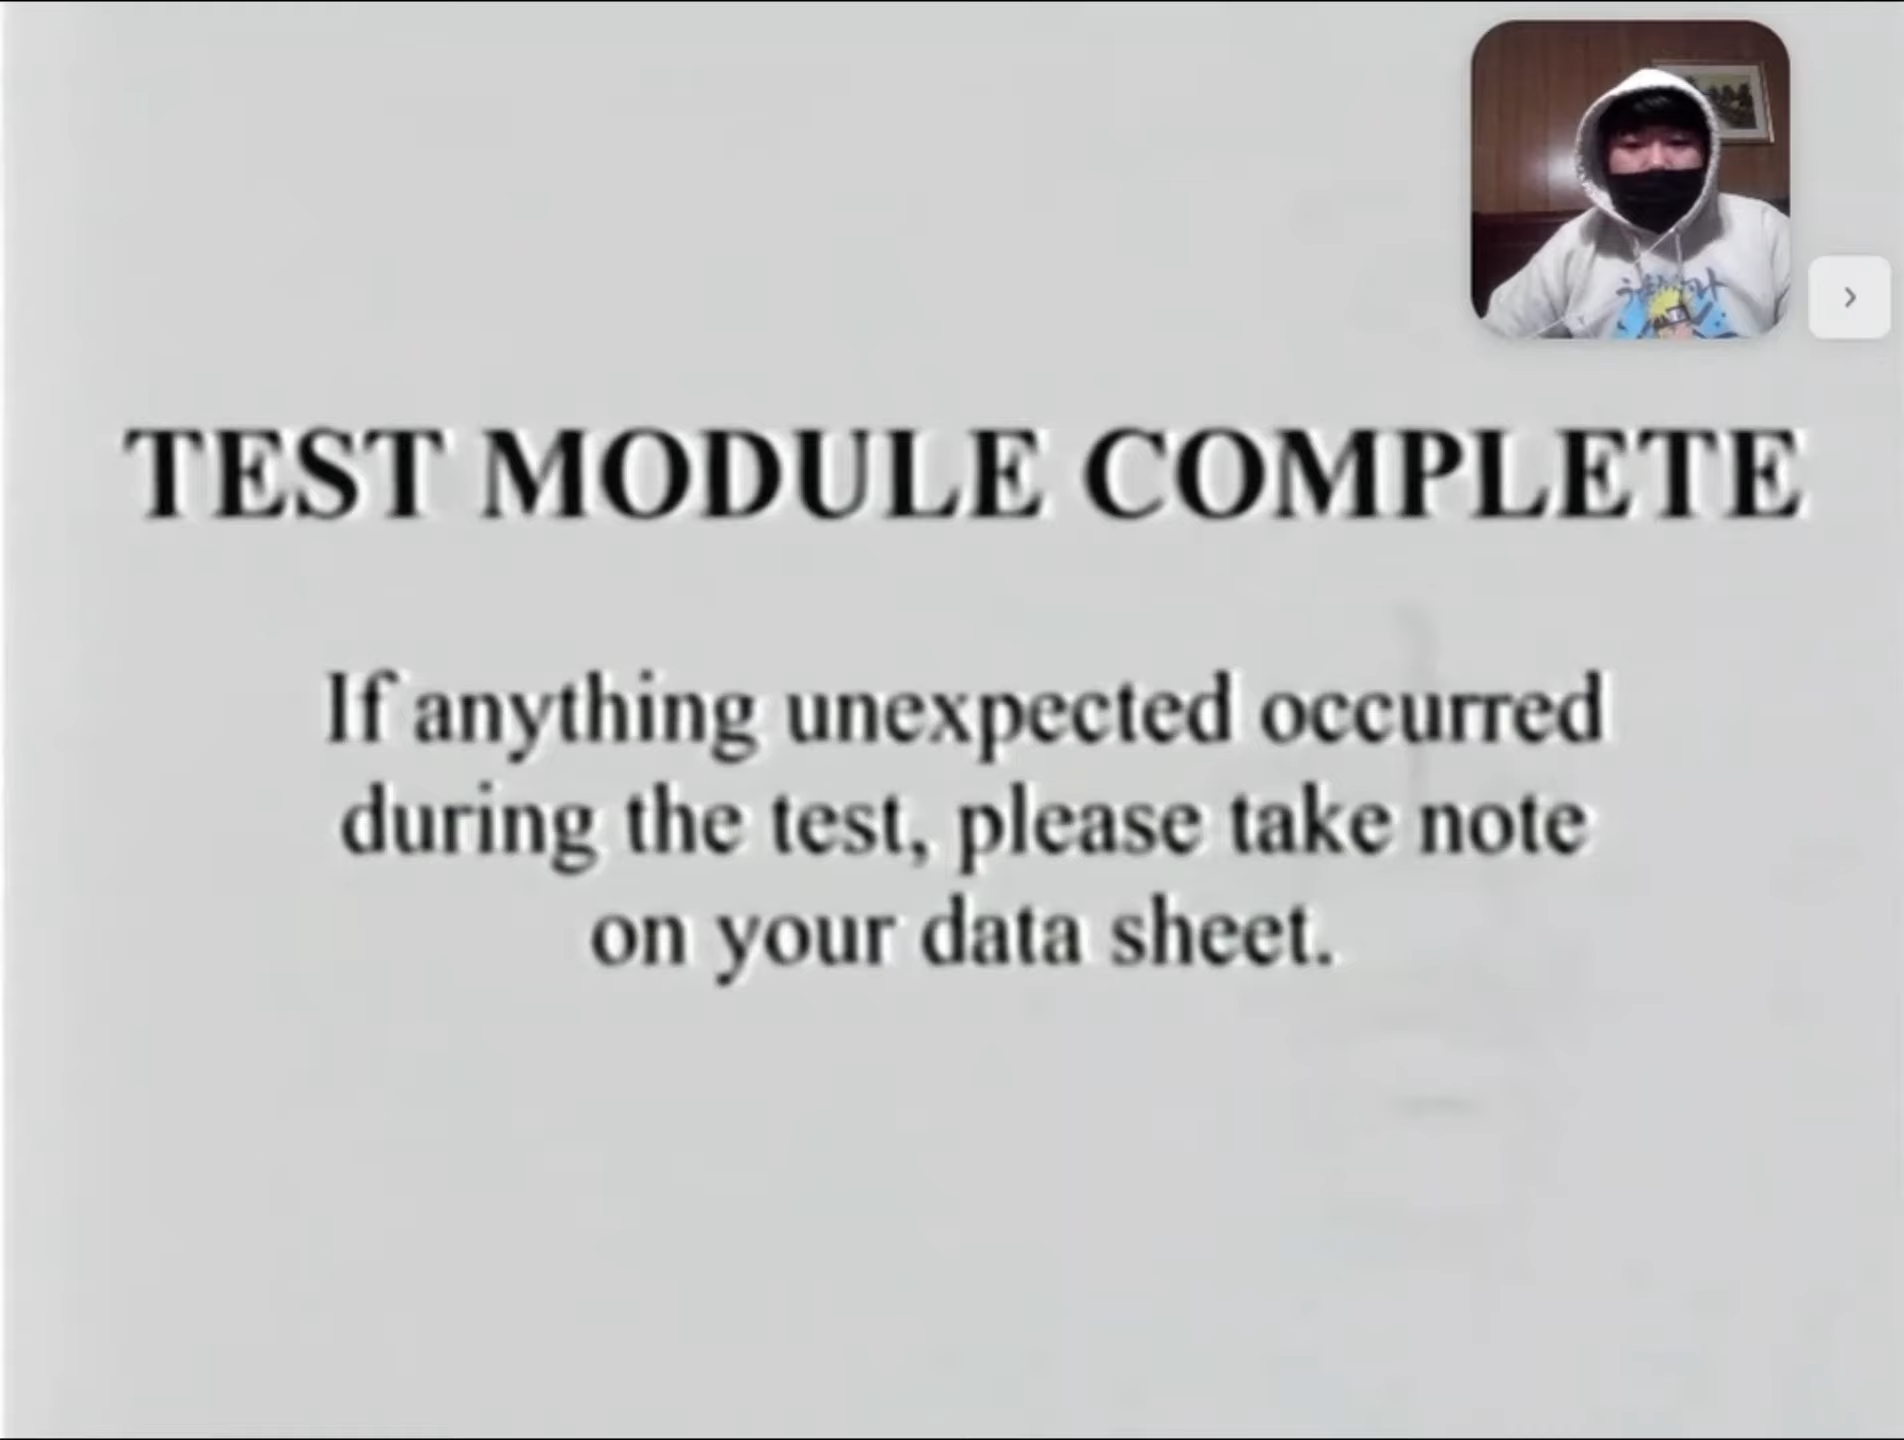 TEST MODULE COMPLETE
If anything unexpected occurred
during the test, please take note
on your data sheet.